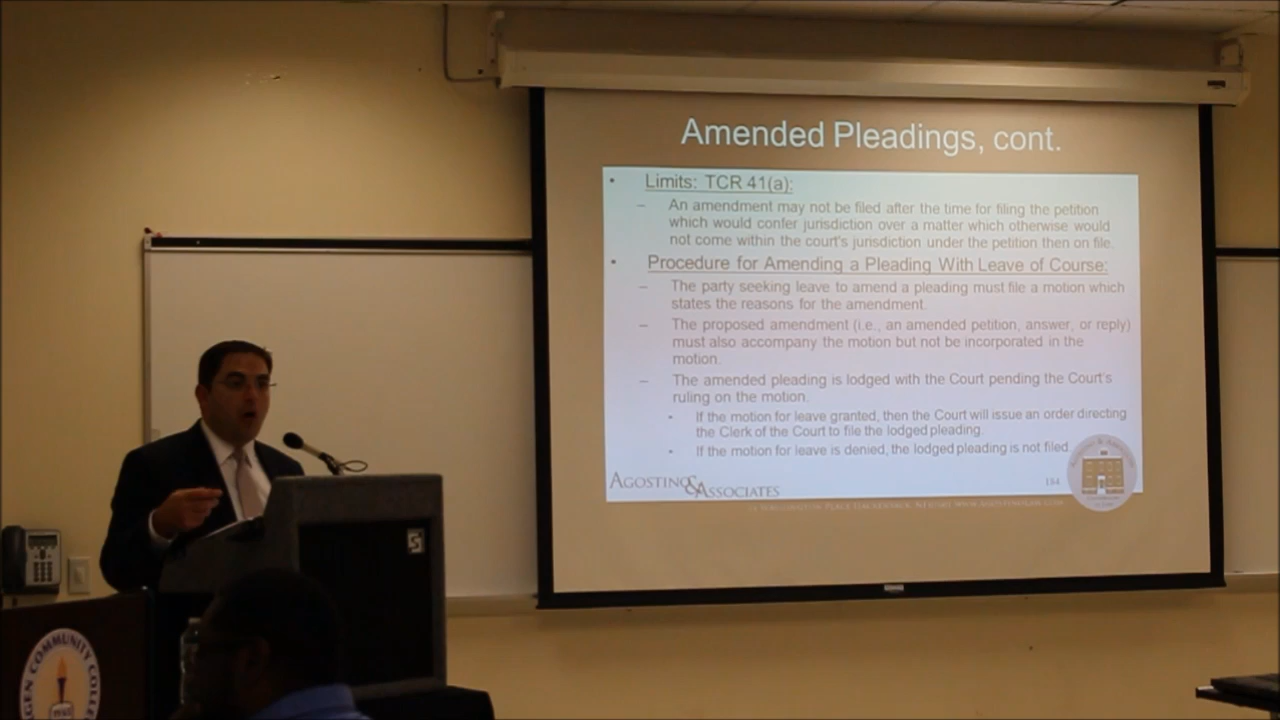 Amended Pleadings, cont.
• Limits: TCR 41(a):
– An amendment may not be filed after the time for filing the petition
which would confer jurisdiction over a matter which otherwise would
not come within the court's jurisdiction under the petition then on file.
• Procedure for Amending a Pleading With Leave of Course:
– The party seeking leave to amend a pleading must file a motion which
states the reasons for the amendment.
– The proposed amendment (i.e., an amended petition, answer, or reply)
must also accompany the motion but not be incorporated in the
motion.
– The amended pleading is lodged with the Court pending the Court's
ruling on the motion.
• If the motion for leave granted, then the Court will issue an order directing
the Clerk of the Court to file the lodged pleading.
• If the motion for leave is denied, the lodged pleading is not filed.
AGOSTINO & ASSOCIATES
184
GEN COMMUNITY COLLE